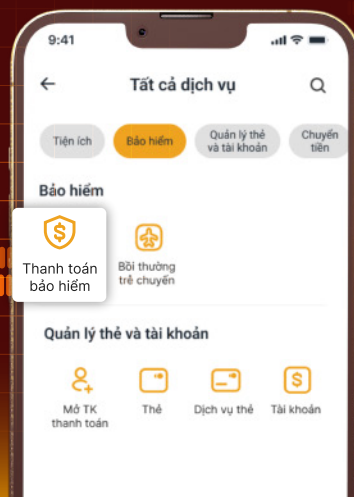 9:41
Tất cả dịch vụ
Tiện ích
Bảo hiểm
Quản lý thẻ
và tài khoản
Chuyển
tiền
Bảo hiểm
Thanh toán
bảo hiểm
Bồi thường
trễ chuyến
Quản lý thẻ và tài khoản
Mở TK
thanh toán
Thẻ
Dịch vụ thẻ
Tài khoản